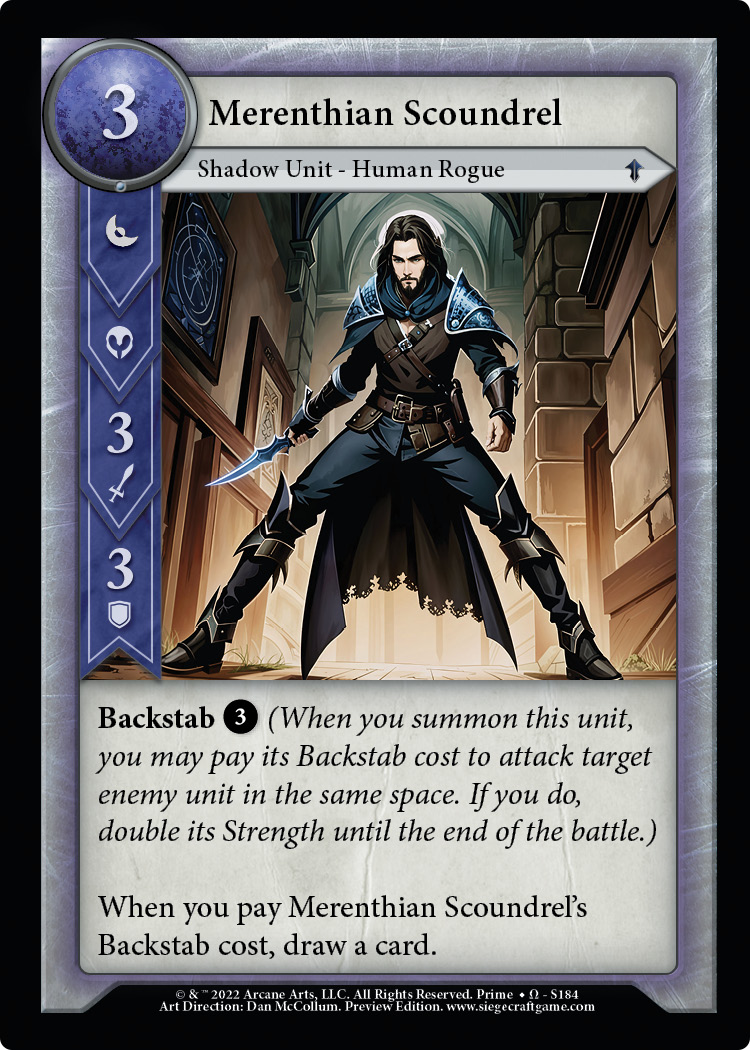 3
Merenthian Scoundrel
Shadow Unit - Human Rogue
3
3
Backstab 3 (When you summon this unit,
you may pay its Backstab cost to attack target
enemy unit in the same space. If you do,
double its Strength until the end of the battle.)
When you pay Merenthian Scoundrel's
Backstab cost, draw a card.
© & ™ 2022 Arcane Arts, LLC. All Rights Reserved. Prime ⬥ Ω - S184
Art Direction: Dan McCollum. Preview Edition. www.siegecraftgame.com